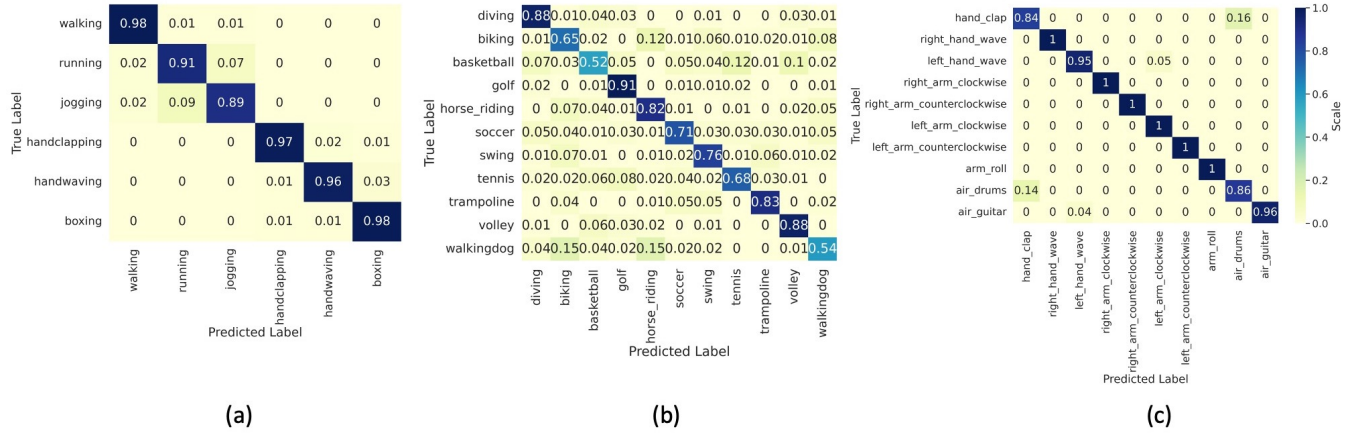 True Label
walking 0.98 0.01 0.01 0 0 0
running 0.02 0.91 0.07 0 0 0
jogging 0.02 0.09 0.89 0 0 0
handclapping 0 0 0 0.97 0.02 0.01
handwaving 0 0 0 0.01 0.96 0.03
boxing 0 0 0 0.01 0.01 0.98
walking running jogging handclapping handwaving boxing
Predicted Label
(a)
True Label
diving 0.88 0.01 0.04 0.03 0 0 0.01 0 0 0.03 0.01
biking 0.01 0.65 0.02 0 0.12 0.01 0.06 0.01 0.02 0.01 0.08
basketball 0.07 0.03 0.52 0.05 0 0.05 0.04 0.12 0.01 0.1 0.02
golf 0 0 0.02 0.91 0 0.01 0.01 0.02 0 0.01 0
horse_riding 0 0.07 0.04 0.01 0.82 0.01 0 0.01 0 0.02 0.05
soccer 0.05 0.04 0.01 0.03 0.01 0.71 0.03 0.03 0.03 0.01 0.05
swing 0.01 0.07 0.01 0 0.01 0.02 0.76 0.01 0.06 0.01 0.02
tennis 0.02 0.02 0.06 0.08 0.02 0.04 0.02 0.68 0.03 0.01 0
trampoline 0 0.04 0 0 0.01 0.05 0.05 0 0.83 0 0.02
volley 0.01 0 0.06 0.03 0.02 0 0 0 0 0.88 0
walkingdog 0.04 0.15 0.04 0.02 0.15 0.02 0.02 0 0 0.01 0.54
diving biking basketball golf horse_riding soccer swing tennis trampoline volley walkingdog
Predicted Label
(b)
True Label
hand_clap 0.84 0 0 0 0 0 0 0 0.16 0
right_hand_wave 0 1 0 0 0 0 0 0 0 0
left_hand_wave 0 0 0.95 0 0 0.05 0 0 0 0
right_arm_clockwise 0 0 0 1 0 0 0 0 0 0
right_arm_counterclockwise 0 0 0 0 1 0 0 0 0 0
left_arm_clockwise 0 0 0 0 0 1 0 0 0 0
left_arm_counterclockwise 0 0 0 0 0 0 1 0 0 0
arm_roll 0 0 0 0 0 0 0 1 0 0
air_drums 0.14 0 0 0 0 0 0 0 0.86 0
air_guitar 0 0 0.04 0 0 0 0 0 0 0.96
hand_clap right_hand_wave left_hand_wave right_arm_clockwise right_arm_counterclockwise left_arm_clockwise left_arm_counterclockwise arm_roll air_drums air_guitar
Predicted Label
1.0
0.8
0.6
0.4
0.2
0.0
Scale
(c)